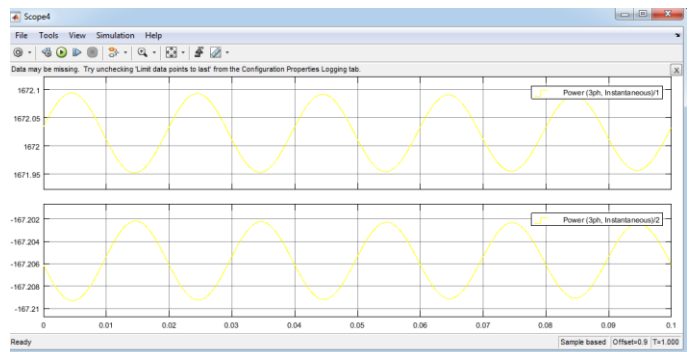 Scope4
File Tools View Simulation Help
Data may be missing. Try unchecking 'Limit data points to last' from the Configuration Properties Logging tab.
X
Power (3ph, Instantaneous)/1
1672.1
1672.05
1672
1671.95
Power (3ph, Instantaneous)/2
-167.202
-167.204
-167.206
-167.208
-167.21
0 0.01 0.02 0.03 0.04 0.05 0.06 0.07 0.08 0.09 0.1
Ready Sample based Offset=0.9 T=1.000